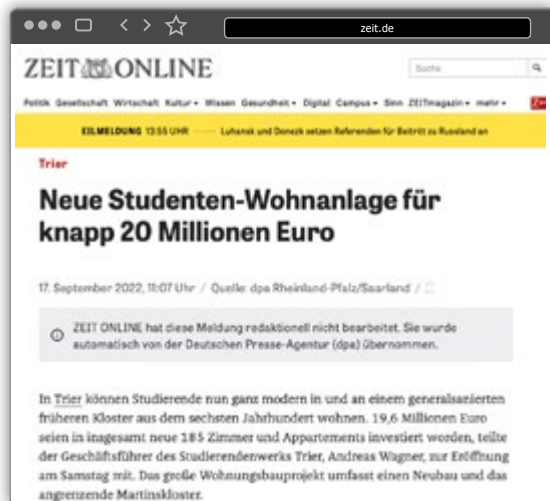 zeit.de
ZEIT ONLINE
Suche
Politik Gesellschaft Wirtschaft Kultur Wissen Gesundheit Digital Campus Sinn ZEITmagazin mehr
EILMELDUNG 13:55 UHR Luhansk und Donezk setzen Referenden für Beitritt zu Russland an
Trier
Neue Studenten-Wohnanlage für
knapp 20 Millionen Euro
17. September 2022, 11:07 Uhr / Quelle: dpa Rheinland-Pfalz/Saarland /
ZEIT ONLINE hat diese Meldung redaktionell nicht bearbeitet. Sie wurde
automatisch von der Deutschen Presse-Agentur (dpa) übernommen.
In Trier können Studierende nun ganz modern in und an einem generalsanierten
früheren Kloster aus dem sechsten Jahrhundert wohnen. 19,6 Millionen Euro
seien in insgesamt neue 185 Zimmer und Appartements investiert worden, teilte
der Geschäftsführer des Studierendenwerks Trier, Andreas Wagner, zur Eröffnung
am Samstag mit. Das große Wohnungsbauprojekt umfasst einen Neubau und das
angrenzende Martinskloster.